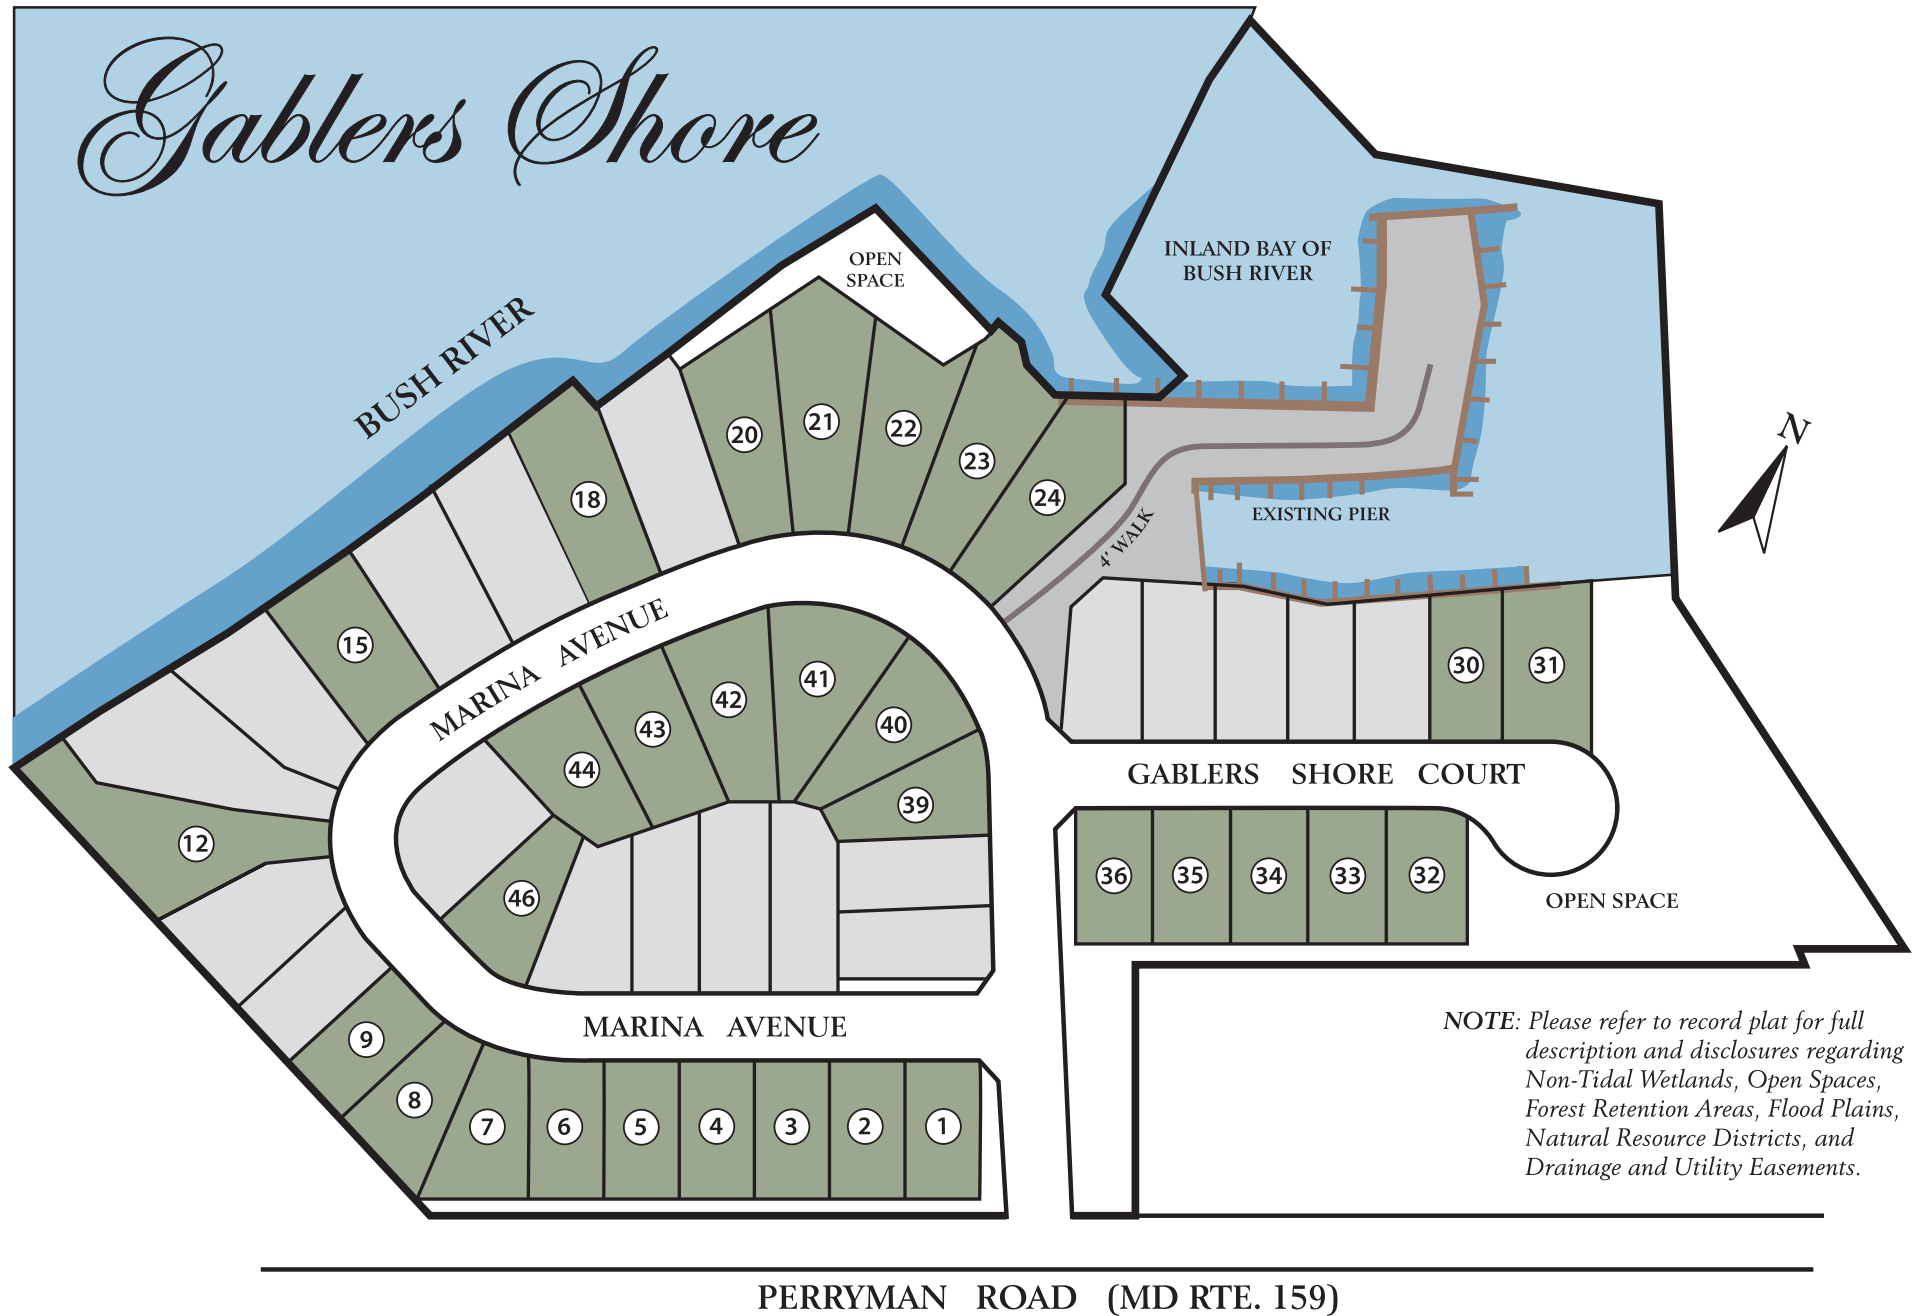 Gablers Shore
OPEN
SPACE
INLAND BAY OF
BUSH RIVER
BUSH RIVER
N
20
21
22
23
24
18
EXISTING PIER
4' WALK
15
MARINA AVENUE
30
31
41
42
43
40
44
39
GABLERS SHORE COURT
12
46
36
35
34
33
32
OPEN SPACE
9
MARINA AVENUE
8
7
6
5
4
3
2
1
NOTE: Please refer to record plat for full
description and disclosures regarding
Non-Tidal Wetlands, Open Spaces,
Forest Retention Areas, Flood Plains,
Natural Resource Districts, and
Drainage and Utility Easements.
PERRYMAN ROAD (MD RTE. 159)